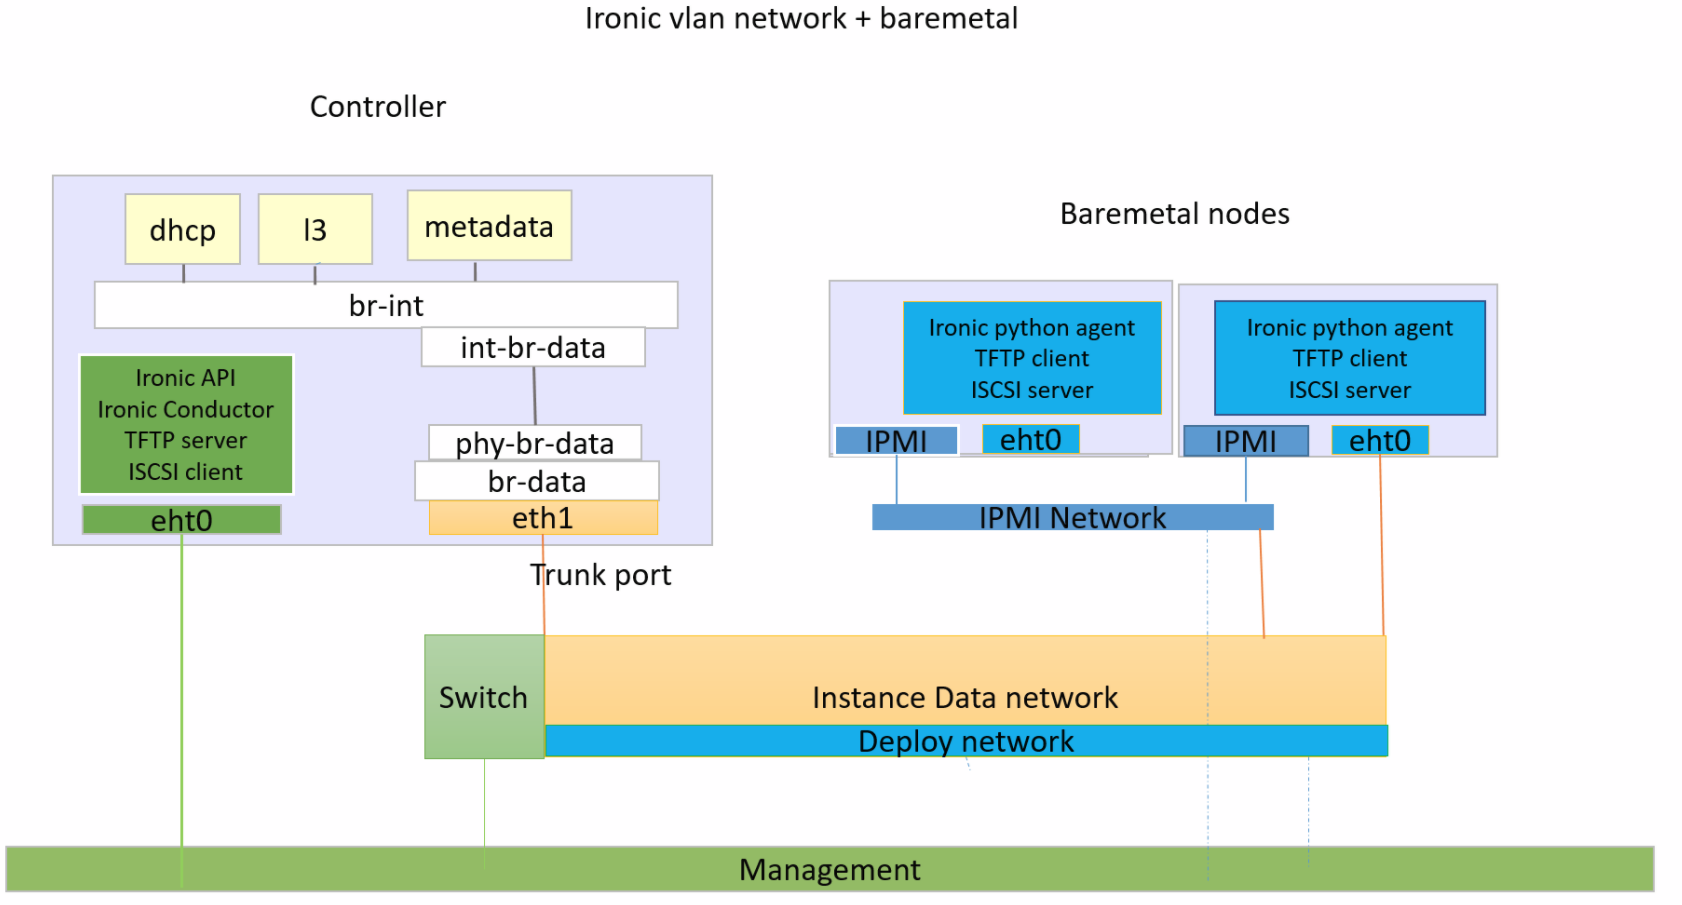 Ironic vlan network + baremetal
Controller
dhcp
l3
metadata
br-int
int-br-data
Ironic API
Ironic Conductor
TFTP server
ISCSI client
phy-br-data
br-data
eht0
eth1
Trunk port
Baremetal nodes
Ironic python agent
TFTP client
ISCSI server
IPMI
eht0
Ironic python agent
TFTP client
ISCSI server
IPMI
eht0
IPMI Network
Switch
Instance Data network
Deploy network
Management